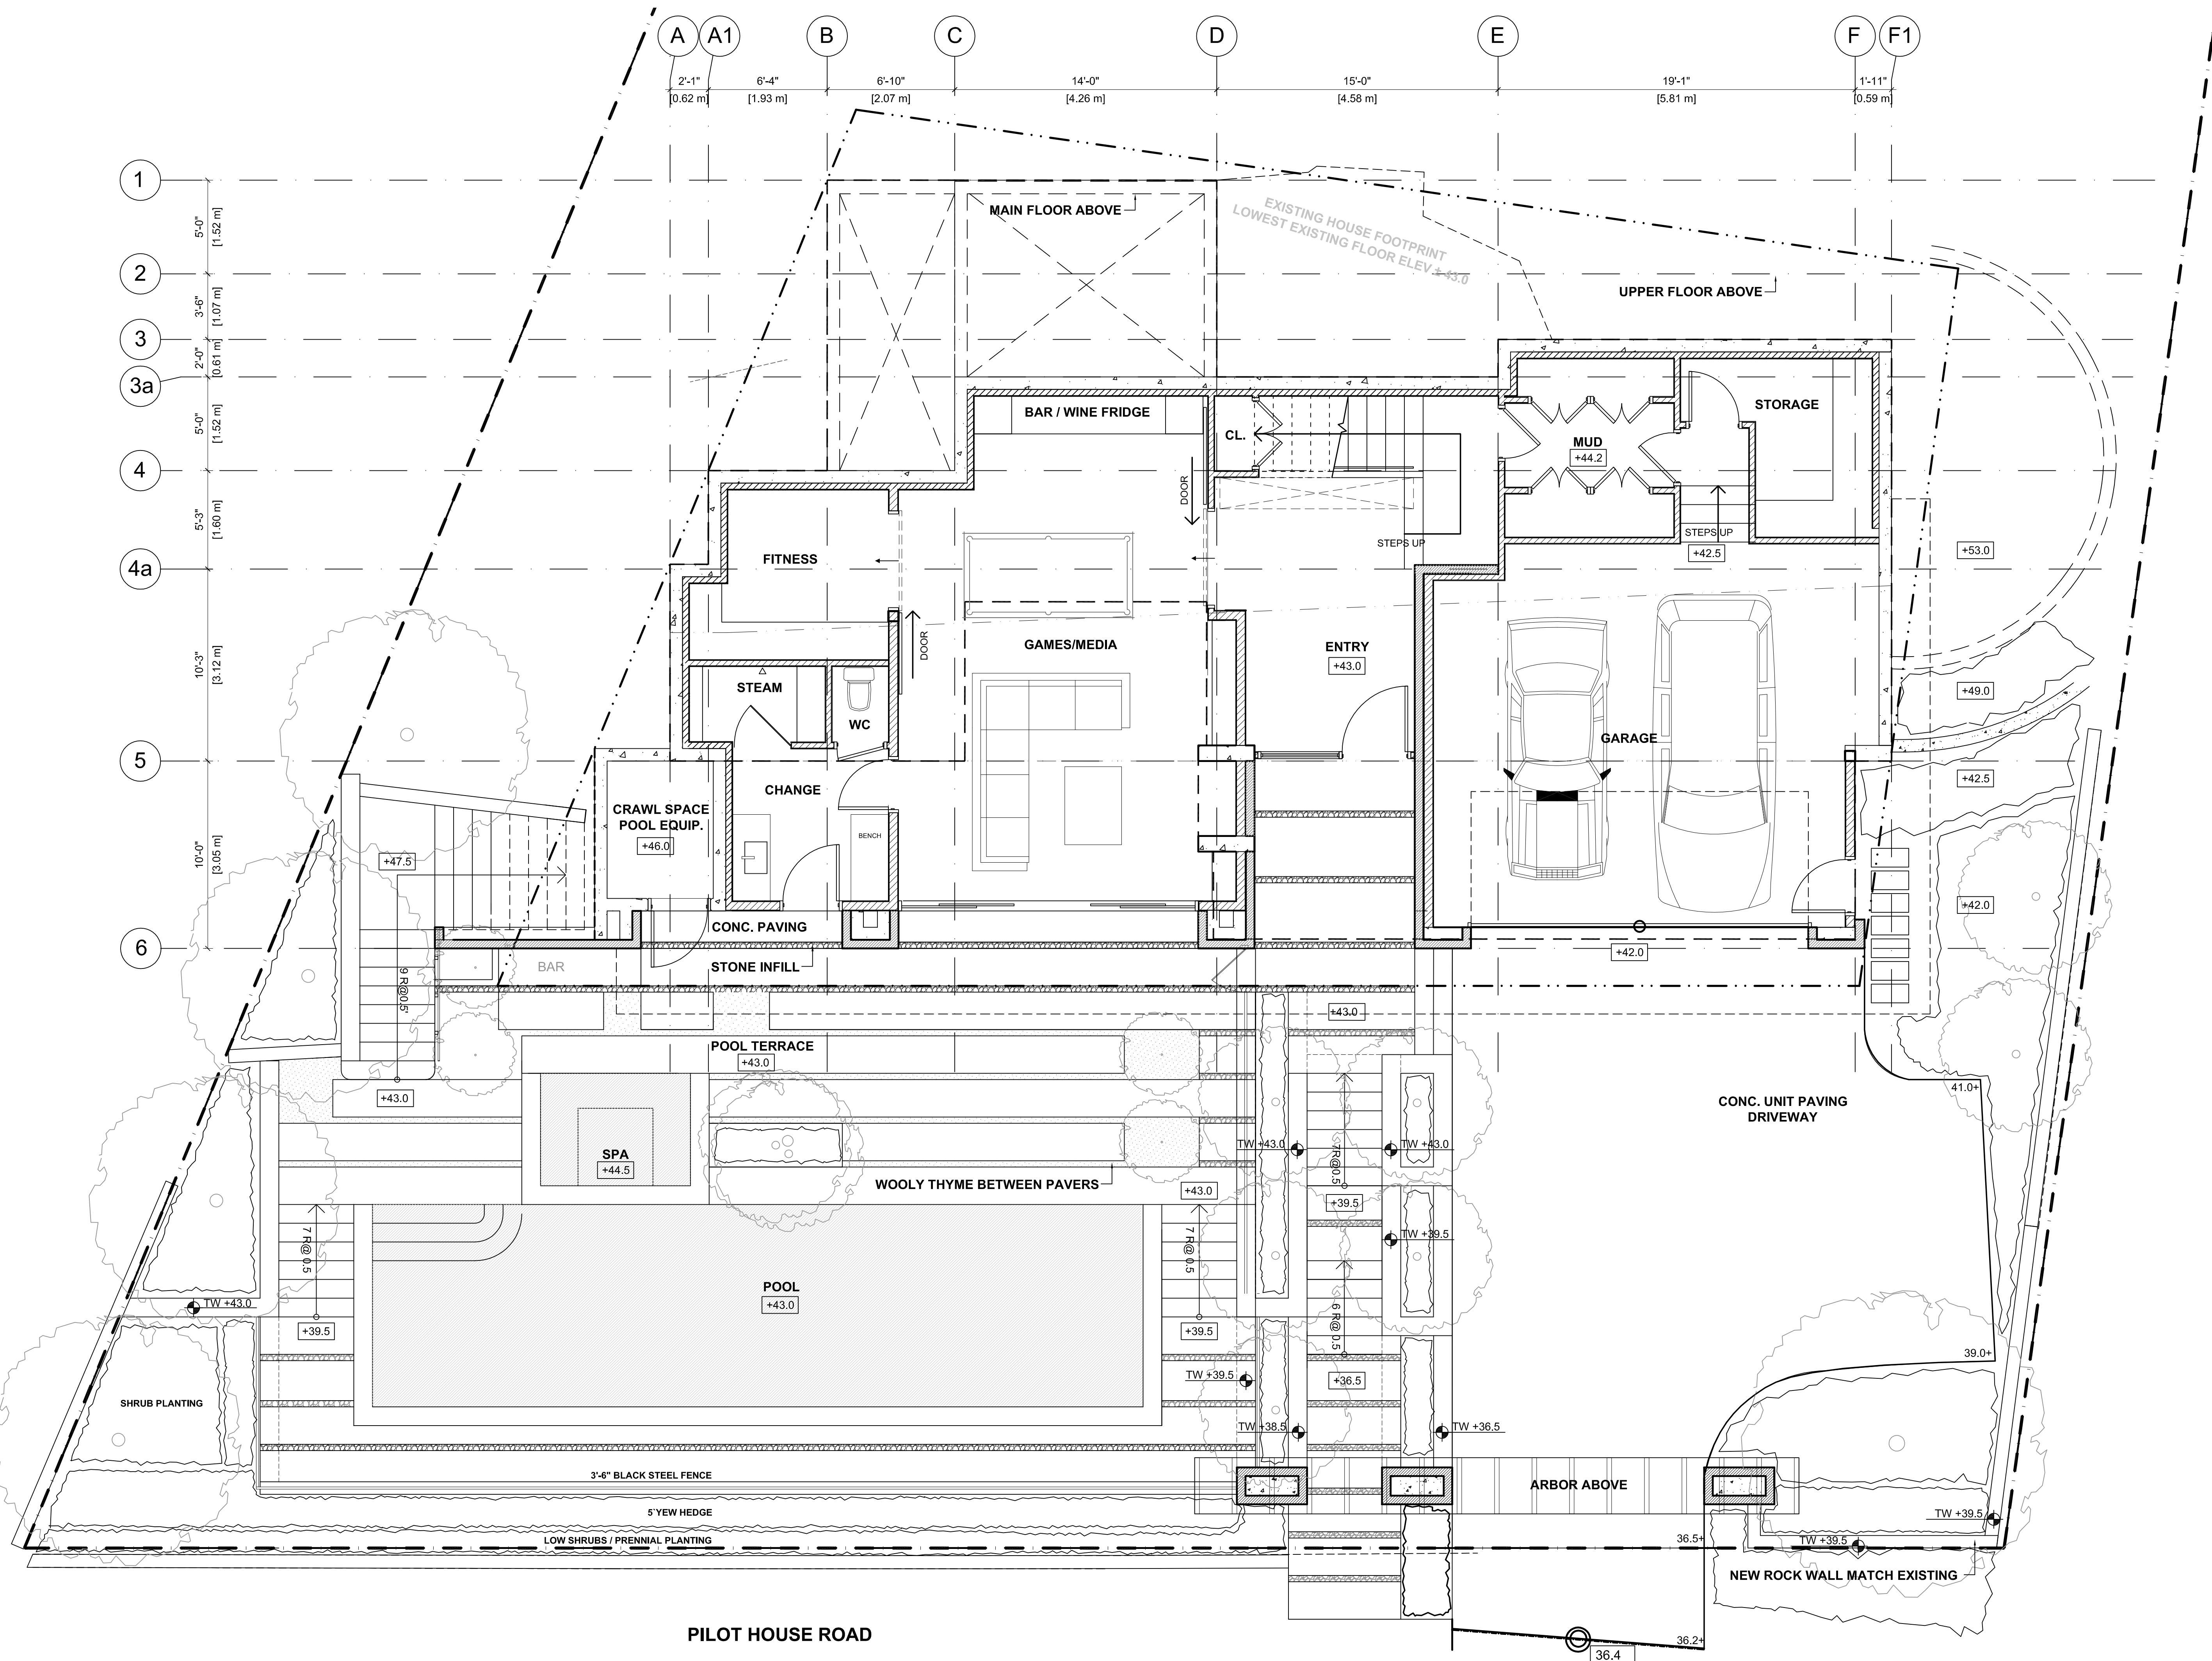 A
A1
B
C
D
E
F
F1
2'-1"
6'-4"
6'-10"
14'-0"
15'-0"
19'-1"
1'-11"
[0.62 m]
[1.93 m]
[2.07 m]
[4.26 m]
[4.58 m]
[5.81 m]
[0.59 m]
1
2
3
3a
4
4a
5
6
5'-0"
[1.52 m]
3'-6"
[1.07 m]
2'-0"
[0.61 m]
5'-0"
[1.52 m]
5'-3"
[1.60 m]
10'-3"
[3.12 m]
10'-0"
[3.05 m]
MAIN FLOOR ABOVE
EXISTING HOUSE FOOTPRINT
LOWEST EXISTING FLOOR ELEV ± 43.0
UPPER FLOOR ABOVE
BAR / WINE FRIDGE
CL.
MUD
+44.2
STORAGE
DOOR
STEPS UP
STEPS UP
+42.5
FITNESS
DOOR
GAMES/MEDIA
ENTRY
+43.0
STEAM
WC
GARAGE
CHANGE
BENCH
CRAWL SPACE
POOL EQUIP.
+46.0
+53.0
+49.0
+42.5
+42.0
+47.5
CONC. PAVING
STONE INFILL
BAR
9 R@0.5'
+42.0
+43.0
POOL TERRACE
+43.0
+43.0
41.0+
CONC. UNIT PAVING
DRIVEWAY
SPA
+44.5
TW +43.0
TW +43.0
7R@0.5
WOOLY THYME BETWEEN PAVERS
+43.0
+39.5
TW +39.5
7 R@ 0.5
7 R@ 0.5
POOL
+43.0
TW +43.0
+39.5
+39.5
6 R@ 0.5
39.0+
TW +39.5
+36.5
SHRUB PLANTING
TW +38.5
TW +36.5
3'-6" BLACK STEEL FENCE
ARBOR ABOVE
5`YEW HEDGE
TW +39.5
LOW SHRUBS / PRENNIAL PLANTING
36.5+
TW +39.5
NEW ROCK WALL MATCH EXISTING
PILOT HOUSE ROAD
36.2+
36.4